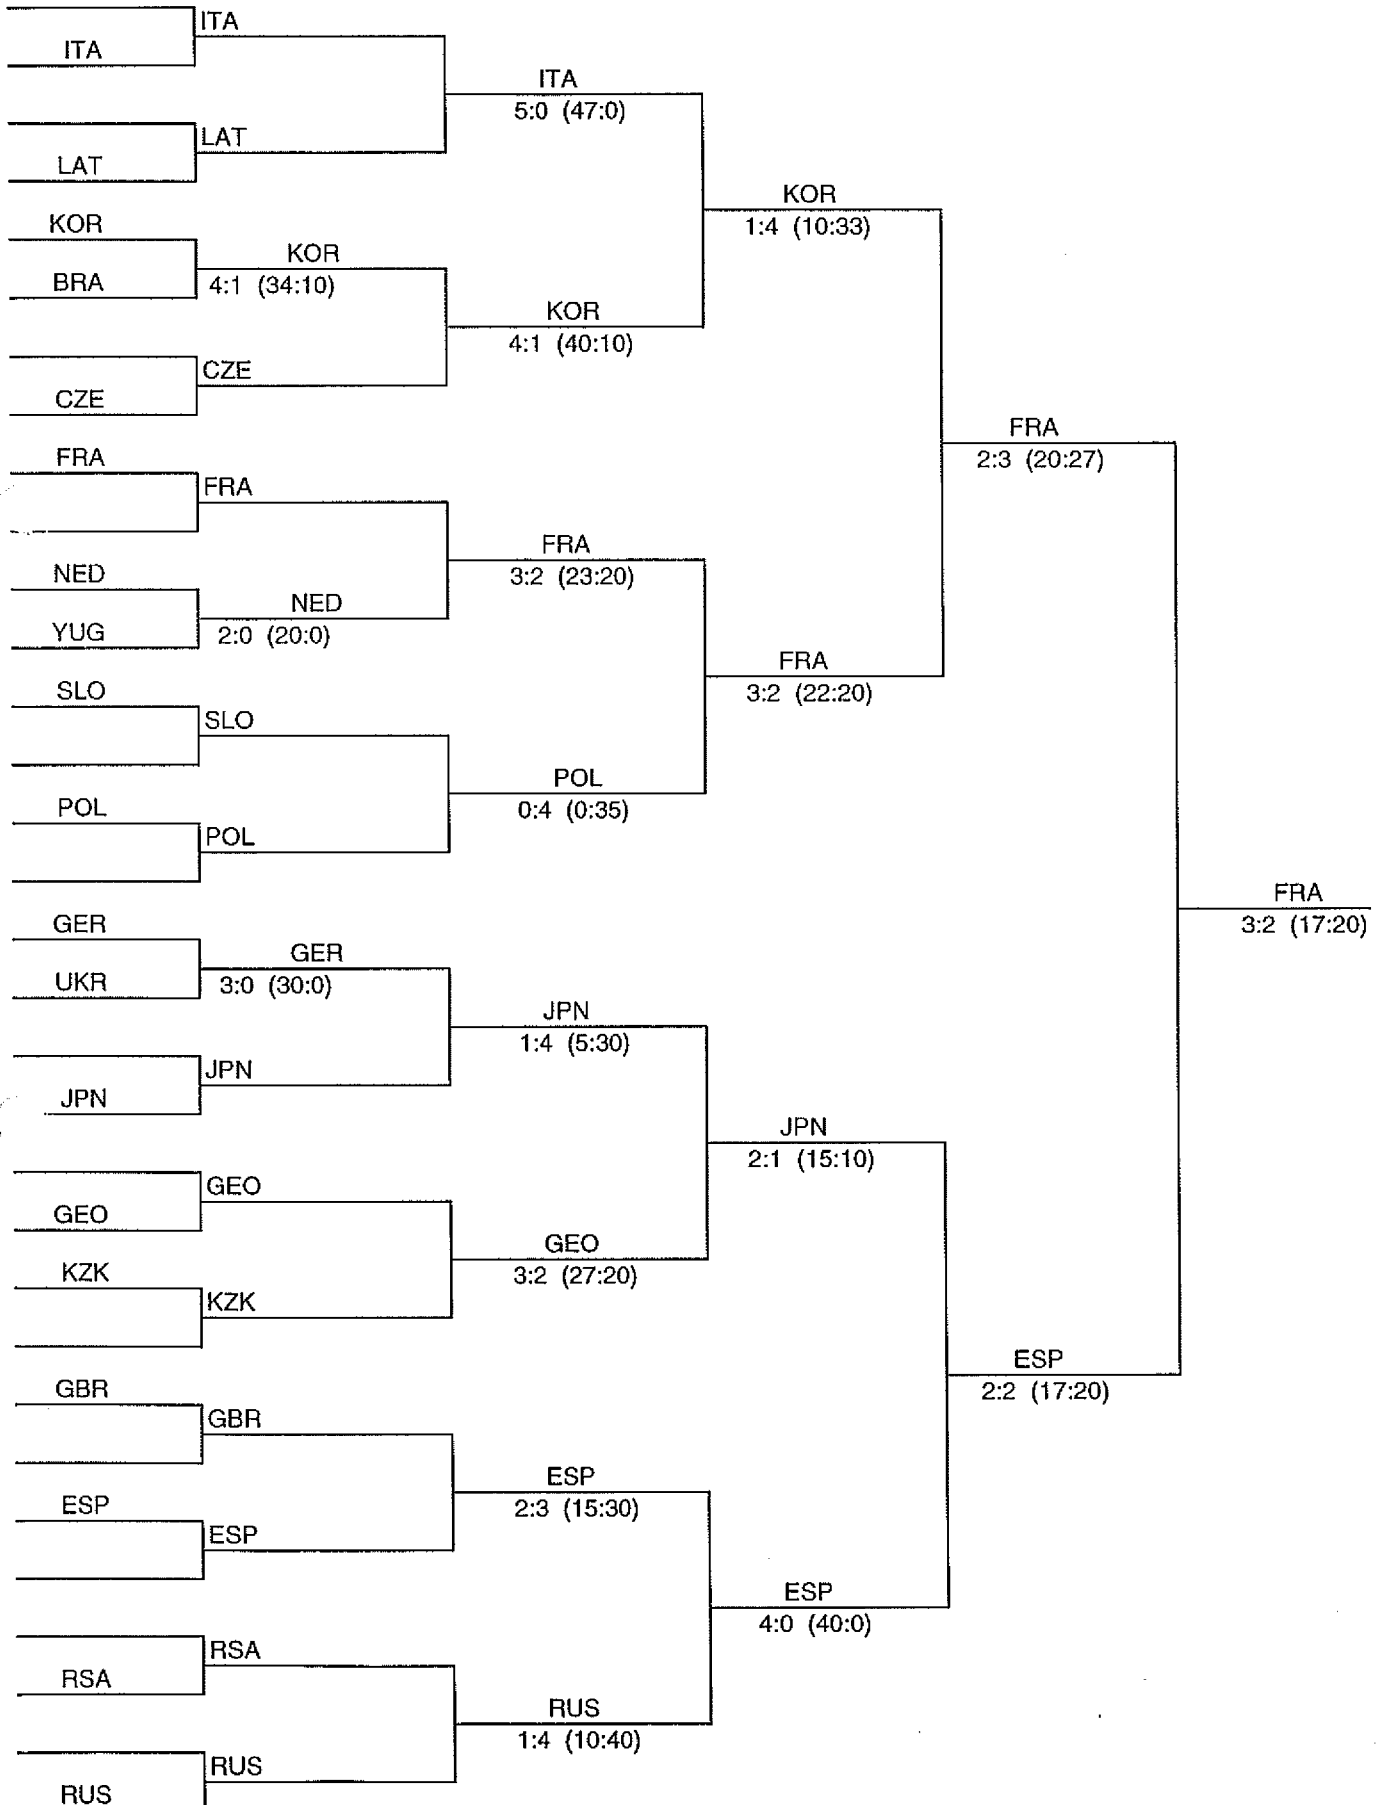 ITA
ITA
ITA
5:0 (47:0)
LAT
LAT
KOR
1:4 (10:33)
KOR
KOR
BRA
4:1 (34:10)
KOR
4:1 (40:10)
CZE
CZE
FRA
2:3 (20:27)
FRA
FRA
FRA
3:2 (23:20)
NED
NED
YUG
2:0 (20:0)
FRA
3:2 (22:20)
SLO
SLO
POL
0:4 (0:35)
POL
POL
FRA
3:2 (17:20)
GER
GER
UKR
3:0 (30:0)
JPN
1:4 (5:30)
JPN
JPN
JPN
2:1 (15:10)
GEO
GEO
GEO
3:2 (27:20)
KZK
KZK
ESP
2:2 (17:20)
GBR
GBR
ESP
2:3 (15:30)
ESP
ESP
ESP
4:0 (40:0)
RSA
RSA
RUS
1:4 (10:40)
RUS
RUS